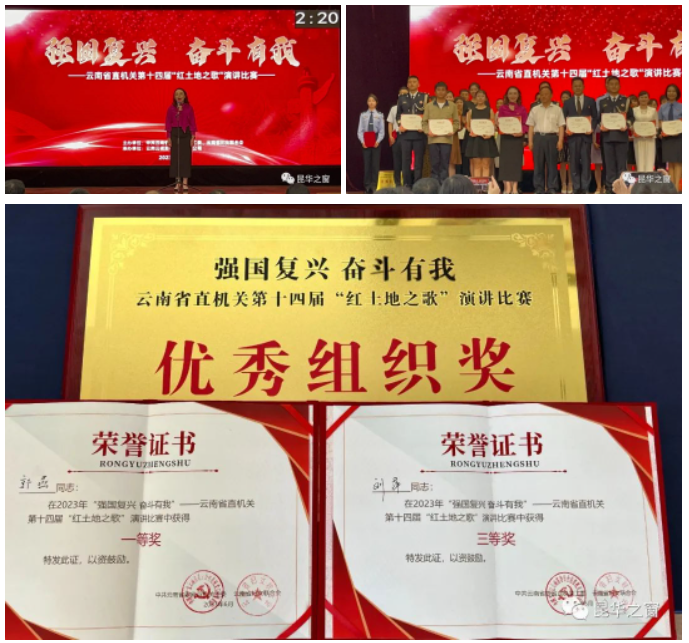 2:20
强国复兴 奋斗有我
——云南省直机关第十四届“红土地之歌”演讲比赛——
昆华之窗
强国复兴 奋斗有我
——云南省直机关第十四届“红土地之歌”演讲比赛——
昆华之窗
强国复兴 奋斗有我
云南省直机关第十四届“红土地之歌”演讲比赛
优秀组织奖
荣誉证书
RONGYUZHENGSHU
同志：
在2023年“强国复兴 奋斗有我”——云南省直机关
第十四届“红土地之歌”演讲比赛中获得
一等奖
特发此证，以资鼓励。
荣誉证书
RONGYUZHENGSHU
同志：
在2023年“强国复兴 奋斗有我”——云南省直机关
第十四届“红土地之歌”演讲比赛中获得
三等奖
特发此证，以资鼓励。
昆华之窗